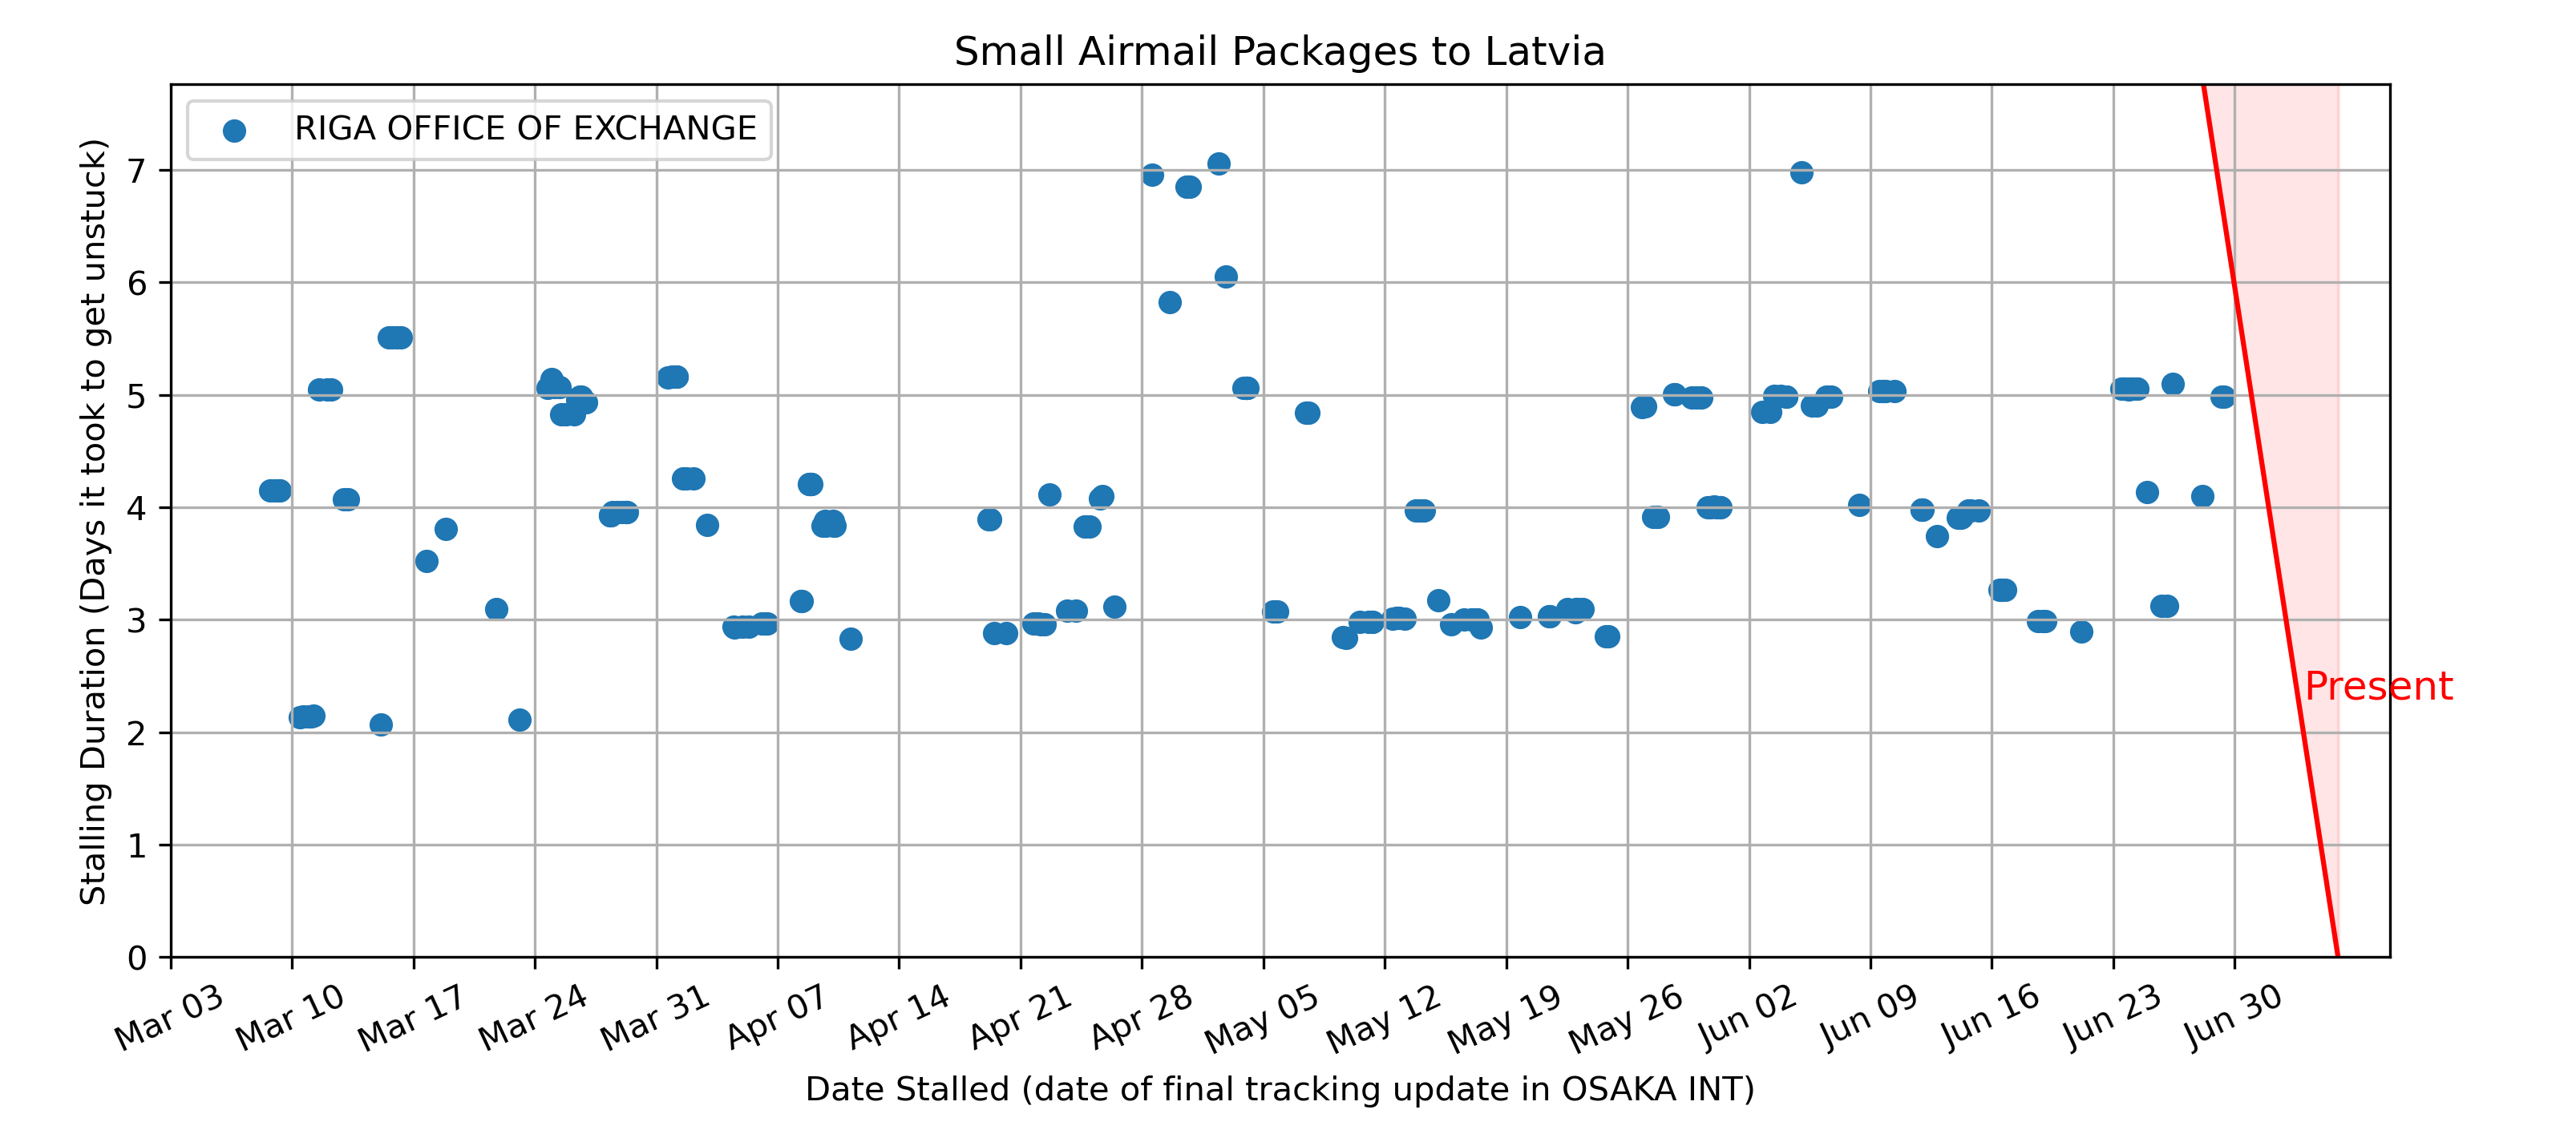 Small Airmail Packages to Latvia
RIGA OFFICE OF EXCHANGE
Stalling Duration (Days it took to get unstuck)
7
6
5
4
3
2
1
0
Present
Mar 03
Mar 10
Mar 17
Mar 24
Mar 31
Apr 07
Apr 14
Apr 21
Apr 28
May 05
May 12
May 19
May 26
Jun 02
Jun 09
Jun 16
Jun 23
Jun 30
Date Stalled (date of final tracking update in OSAKA INT)